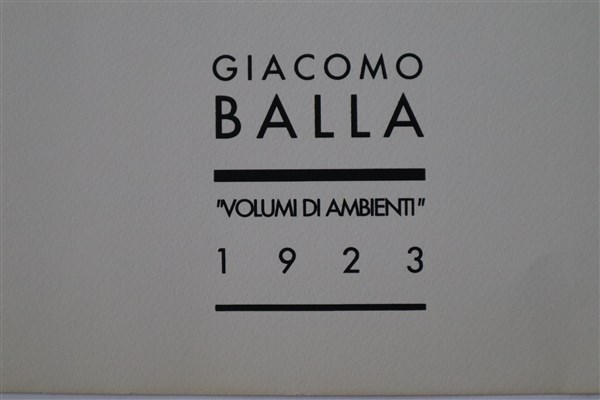 GIACOMO
BALLA
"VOLUMI DI AMBIENTI"
1 9 2 3